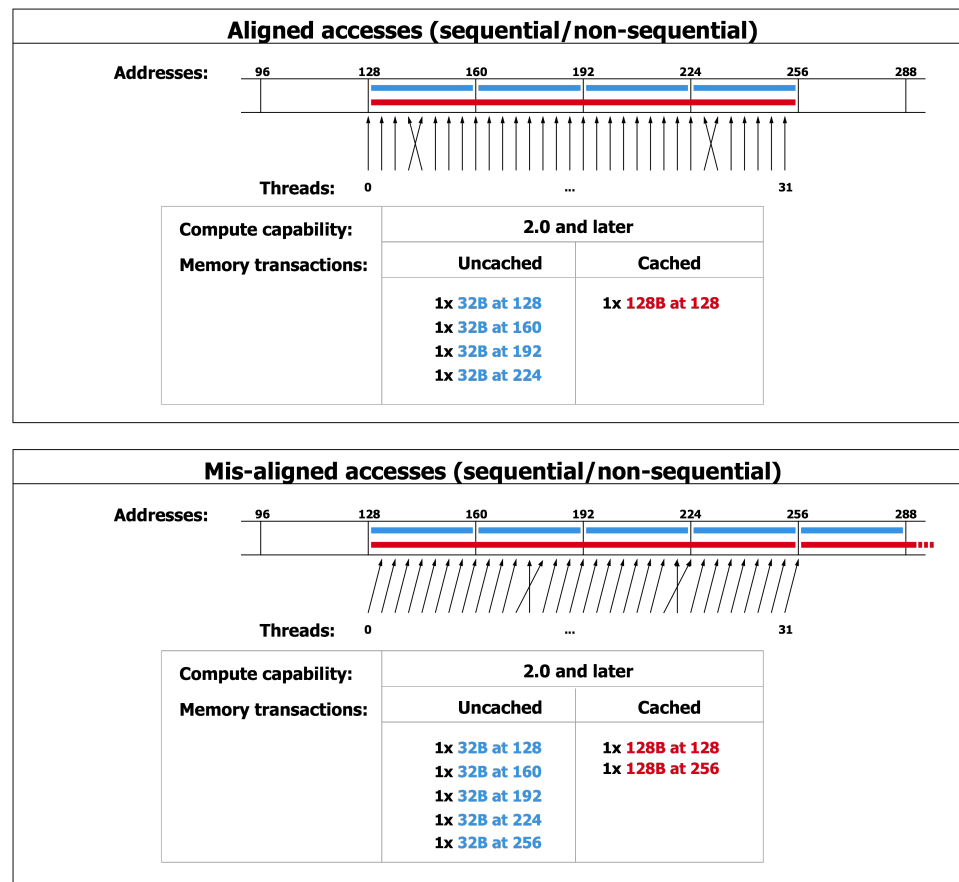 Aligned accesses (sequential/non-sequential)
Addresses: 96 128 160 192 224 256 288
Threads: 0 ... 31
Compute capability: 2.0 and later
Memory transactions: Uncached Cached
1x 32B at 128 1x 128B at 128
1x 32B at 160
1x 32B at 192
1x 32B at 224
Mis-aligned accesses (sequential/non-sequential)
Addresses: 96 128 160 192 224 256 288
Threads: 0 ... 31
Compute capability: 2.0 and later
Memory transactions: Uncached Cached
1x 32B at 128 1x 128B at 128
1x 32B at 160 1x 128B at 256
1x 32B at 192
1x 32B at 224
1x 32B at 256